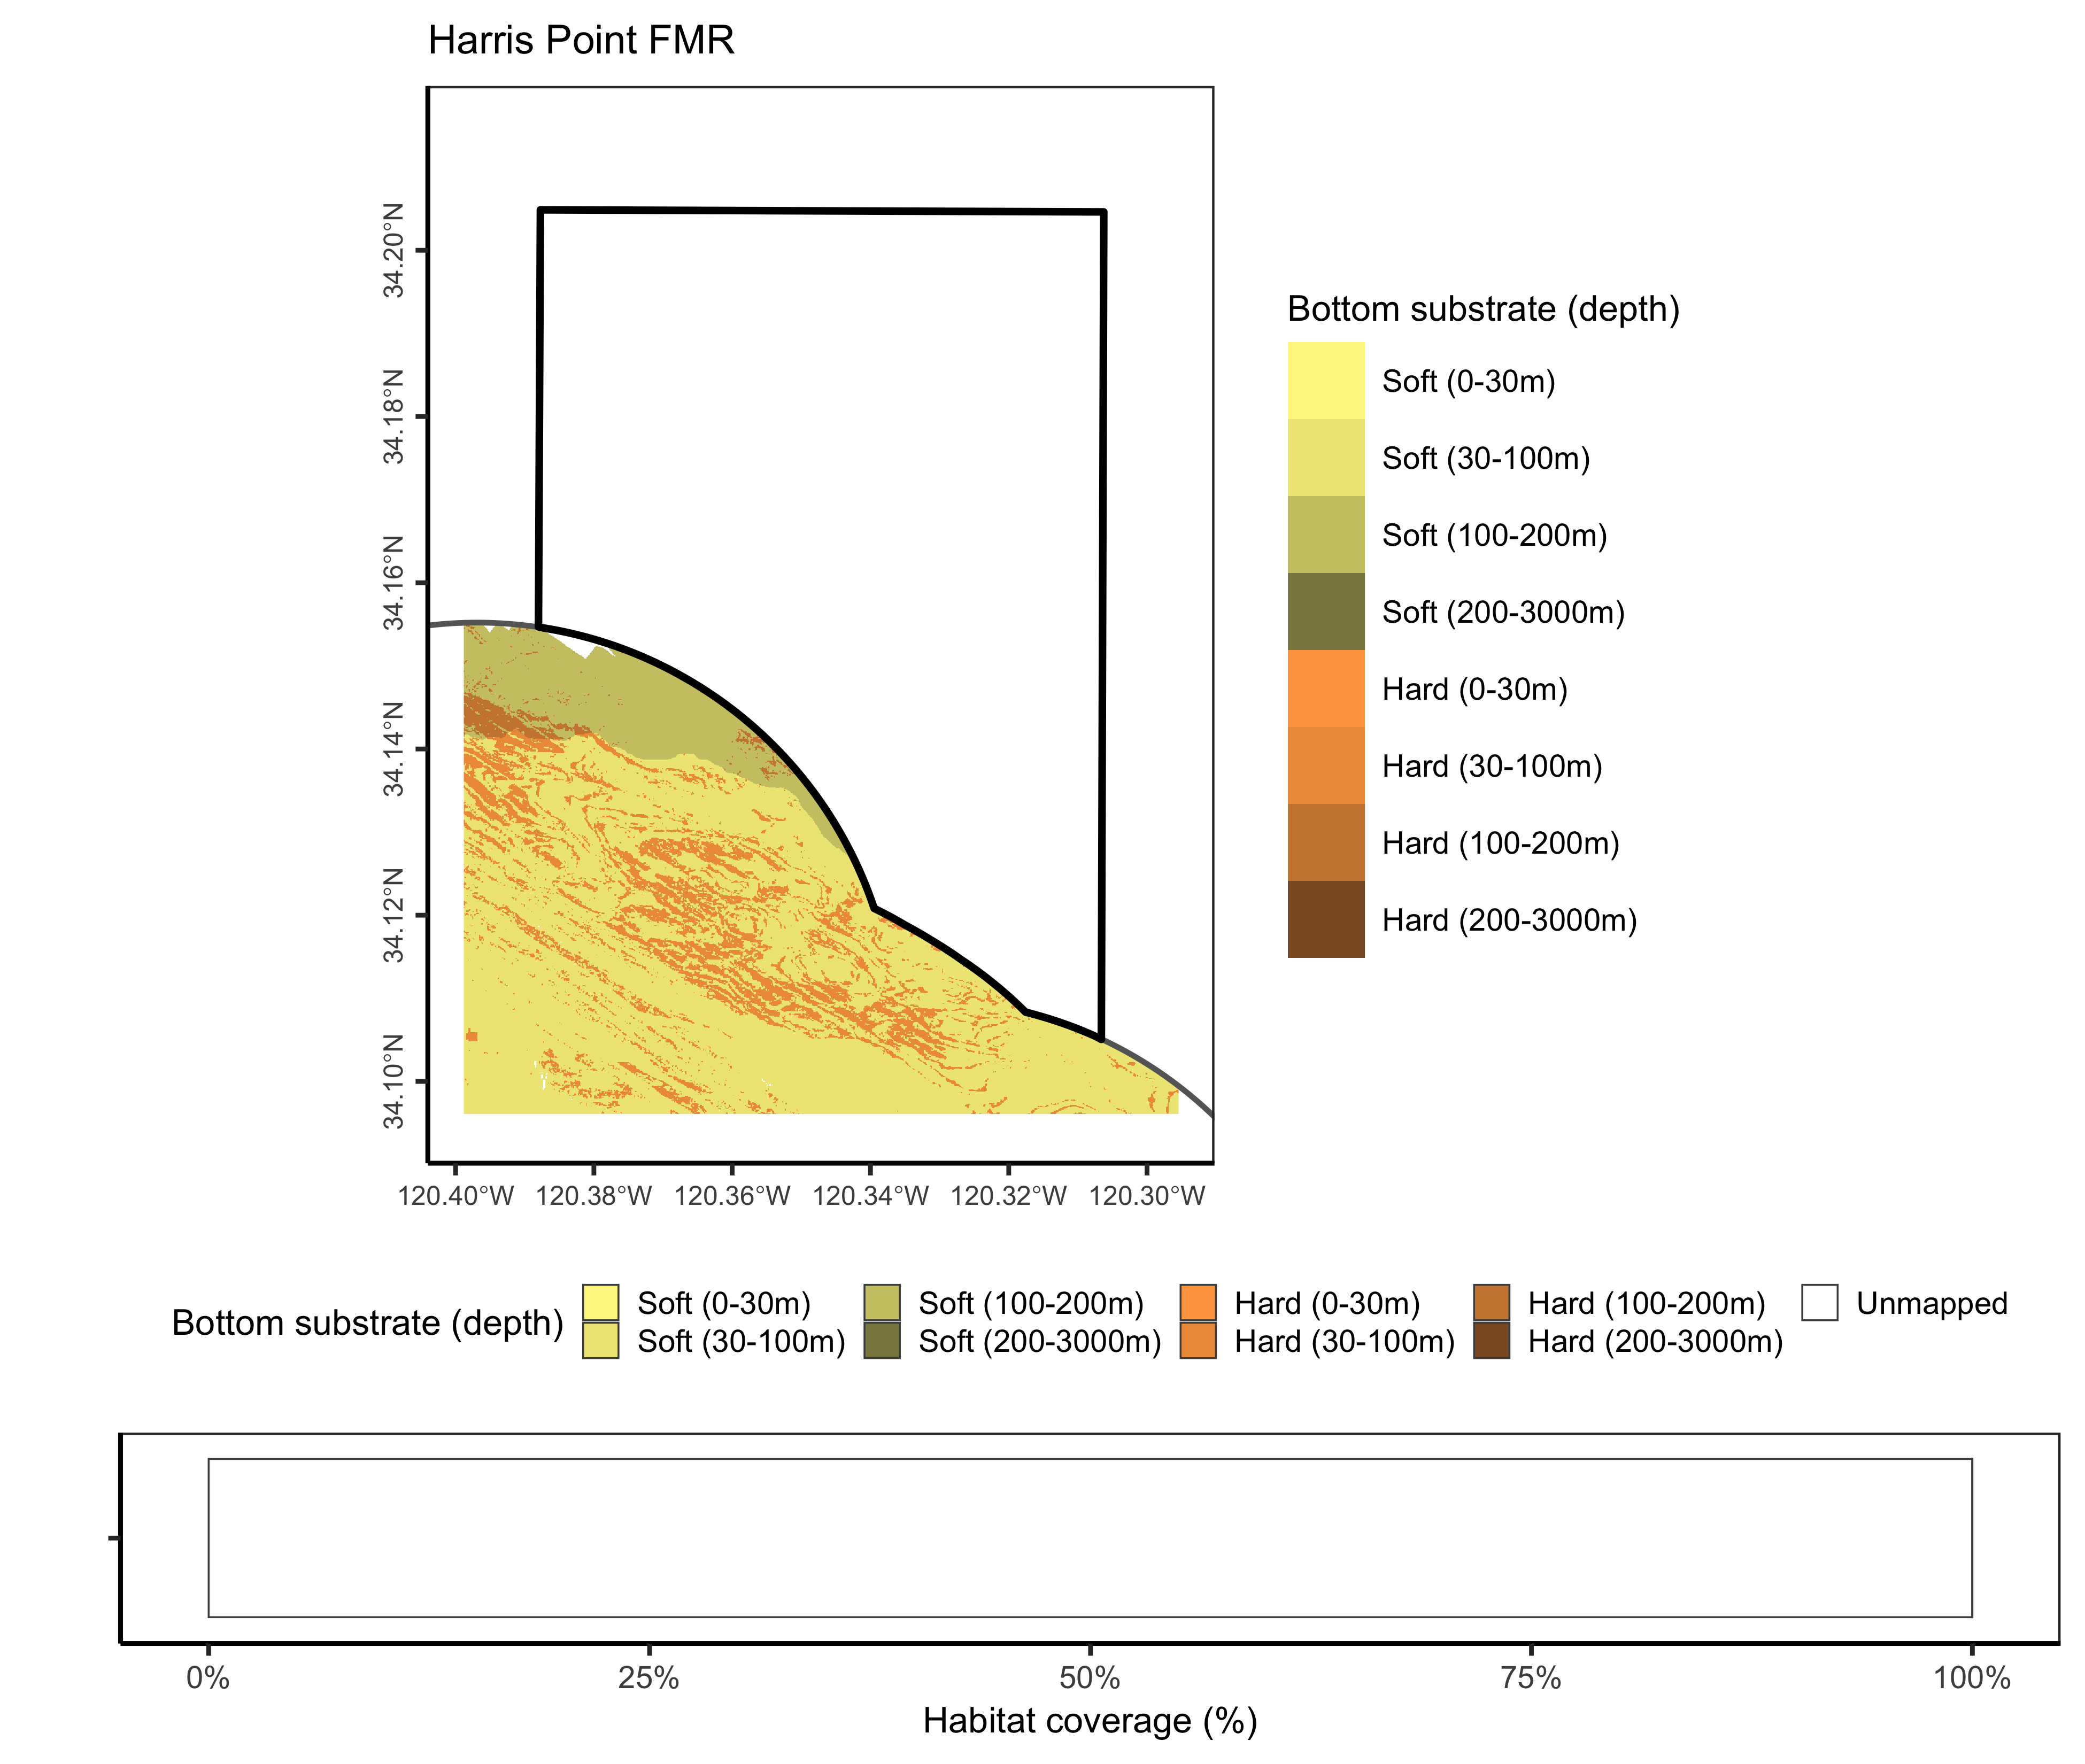 Harris Point FMR
34.20°N
34.18°N
34.16°N
34.14°N
34.12°N
34.10°N
120.40°W 120.38°W 120.36°W 120.34°W 120.32°W 120.30°W
Bottom substrate (depth)
Soft (0-30m)
Soft (30-100m)
Soft (100-200m)
Soft (200-3000m)
Hard (0-30m)
Hard (30-100m)
Hard (100-200m)
Hard (200-3000m)
Bottom substrate (depth)
Soft (0-30m) Soft (100-200m) Hard (0-30m) Hard (100-200m) Unmapped
Soft (30-100m) Soft (200-3000m) Hard (30-100m) Hard (200-3000m)
0% 25% 50% 75% 100%
Habitat coverage (%)